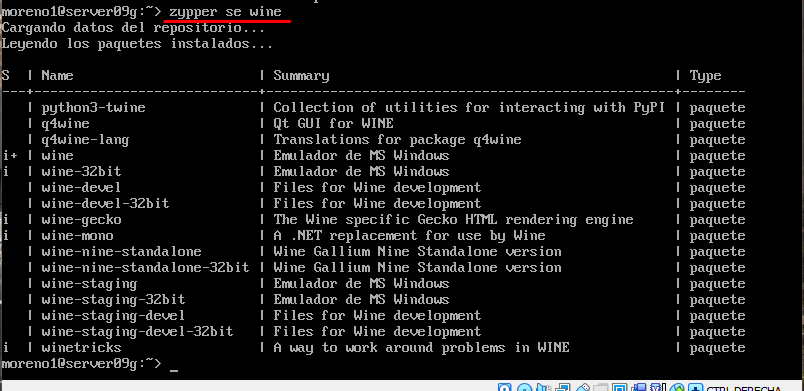 moreno1@server09g:~> zypper se wine
Cargando datos del repositorio...
Leyendo los paquetes instalados...
S | Name | Summary | Type
---+----------------------------+---------------------------------------------------+--------
| python3-twine | Collection of utilities for interacting with PyPI | paquete
| q4wine | Qt GUI for WINE | paquete
| q4wine-lang | Translations for package q4wine | paquete
i+ | wine | Emulador de MS Windows | paquete
i | wine-32bit | Emulador de MS Windows | paquete
| wine-devel | Files for Wine development | paquete
| wine-devel-32bit | Files for Wine development | paquete
i | wine-gecko | The Wine specific Gecko HTML rendering engine | paquete
i | wine-mono | A .NET replacement for use by Wine | paquete
| wine-nine-standalone | Wine Gallium Nine Standalone version | paquete
| wine-nine-standalone-32bit | Wine Gallium Nine Standalone version | paquete
| wine-staging | Emulador de MS Windows | paquete
| wine-staging-32bit | Emulador de MS Windows | paquete
| wine-staging-devel | Files for Wine development | paquete
| wine-staging-devel-32bit | Files for Wine development | paquete
i | winetricks | A way to work around problems in WINE | paquete
moreno1@server09g:~> _
CTRL DERECHA